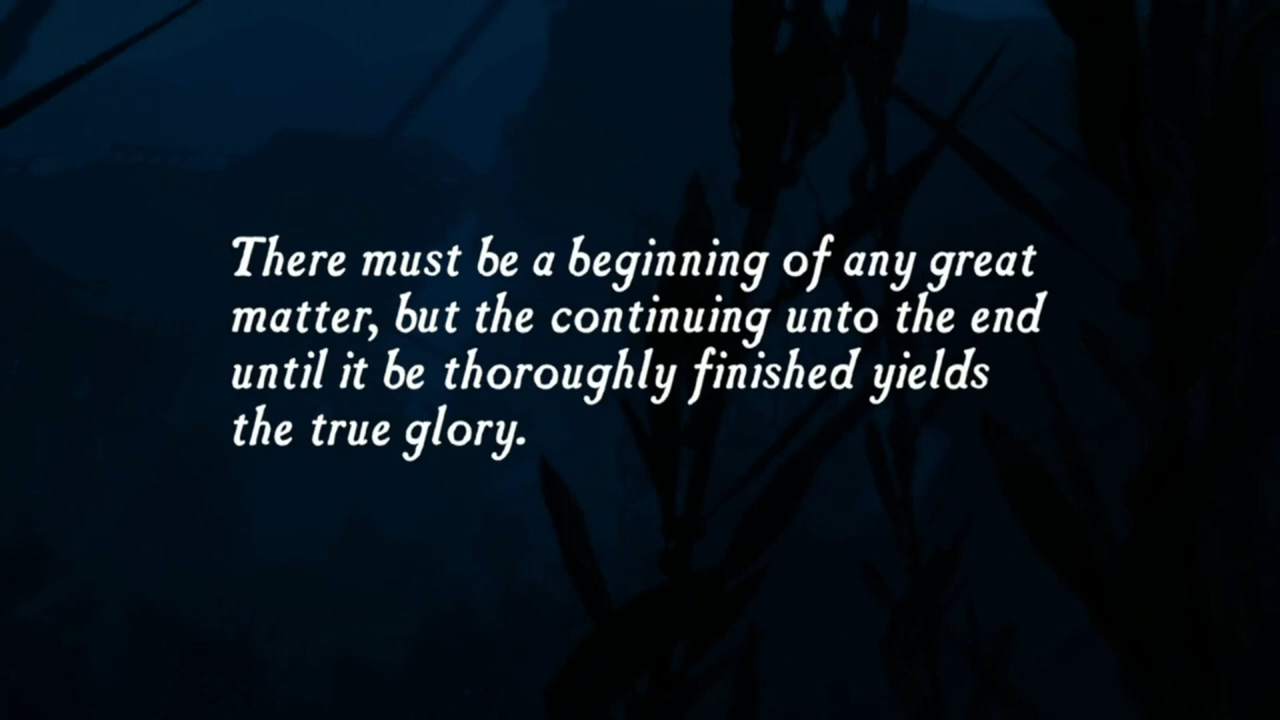 There must be a beginning of any great
matter, but the continuing unto the end
until it be thoroughly finished yields
the true glory.